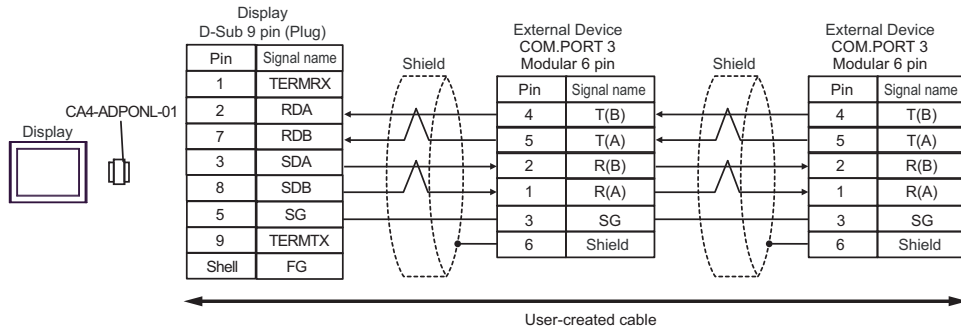 Display
D-Sub 9 pin (Plug)
Pin Signal name
1 TERMRX
2 RDA
7 RDB
3 SDA
8 SDB
5 SG
9 TERMTX
Shell FG
CA4-ADPONL-01
Display
Shield
External Device
COM.PORT 3
Modular 6 pin
Pin Signal name
4 T(B)
5 T(A)
2 R(B)
1 R(A)
3 SG
6 Shield
Shield
External Device
COM.PORT 3
Modular 6 pin
Pin Signal name
4 T(B)
5 T(A)
2 R(B)
1 R(A)
3 SG
6 Shield
User-created cable